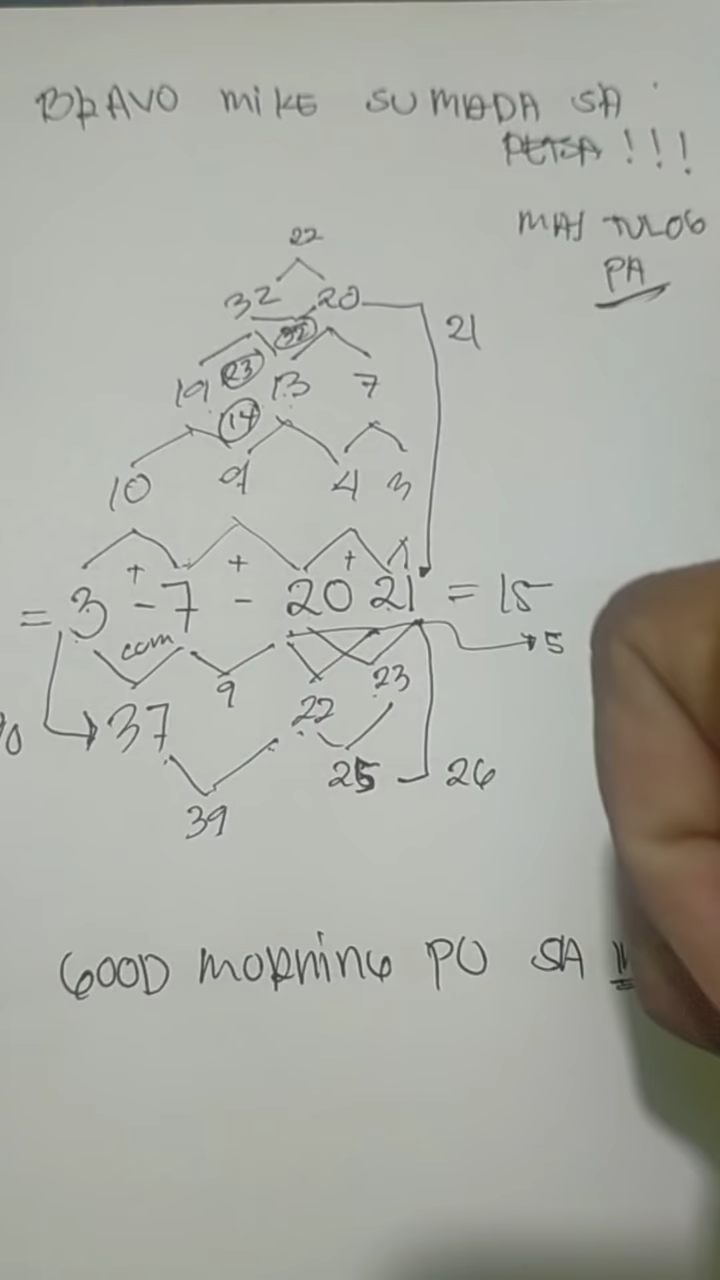 BRAVO MIKE SUMADA SA
PETSA!!!
MAY TULOG
PA
22
32 20 21
32
19 23 13 7
14
10 9 4 3
+ + +
= 3 - 7 - 20 21 = 15
com
5
9 23
37 22
25 26
39
GOOD MORNING PO SA